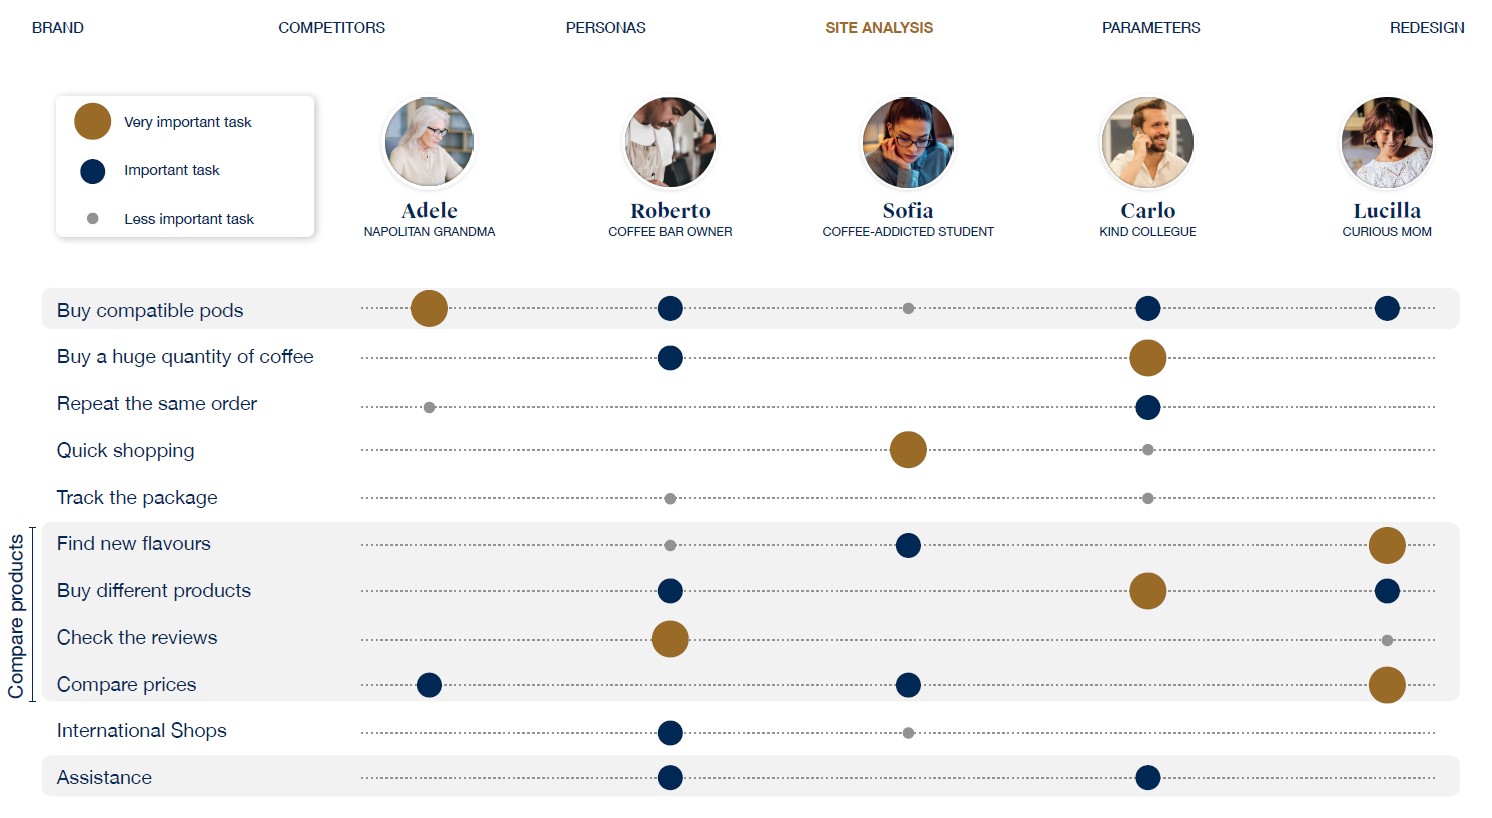 BRAND COMPETITORS PERSONAS SITE ANALYSIS PARAMETERS REDESIGN
Very important task
Important task
Less important task
Adele Roberto Sofia Carlo Lucilla
NAPOLITAN GRANDMA COFFEE BAR OWNER COFFEE-ADDICTED STUDENT KIND COLLEGUE CURIOUS MOM
Buy compatible pods
Buy a huge quantity of coffee
Repeat the same order
Quick shopping
Track the package
Compare products
Find new flavours
Buy different products
Check the reviews
Compare prices
International Shops
Assistance